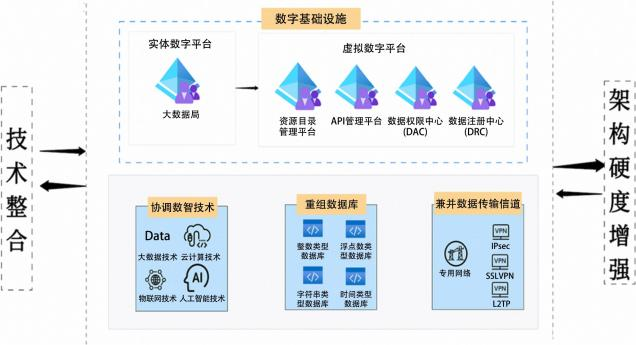 数字基础设施
实体数字平台
大数据局
虚拟数字平台
资源目录
管理平台
API管理平台
数据权限中心
(DAC)
数据注册中心
(DRC)
技术整合
架构硬度增强
协调数智技术
Data
大数据技术
云计算技术
AI
物联网技术
人工智能技术
重组数据库
整数类型
数据库
浮点数类
型数据库
字符串类
型数据库
时间类型
数据库
兼并数据传输信道
专用网络
VPN
IPsec
VPN
SSLVPN
VPN
L2TP